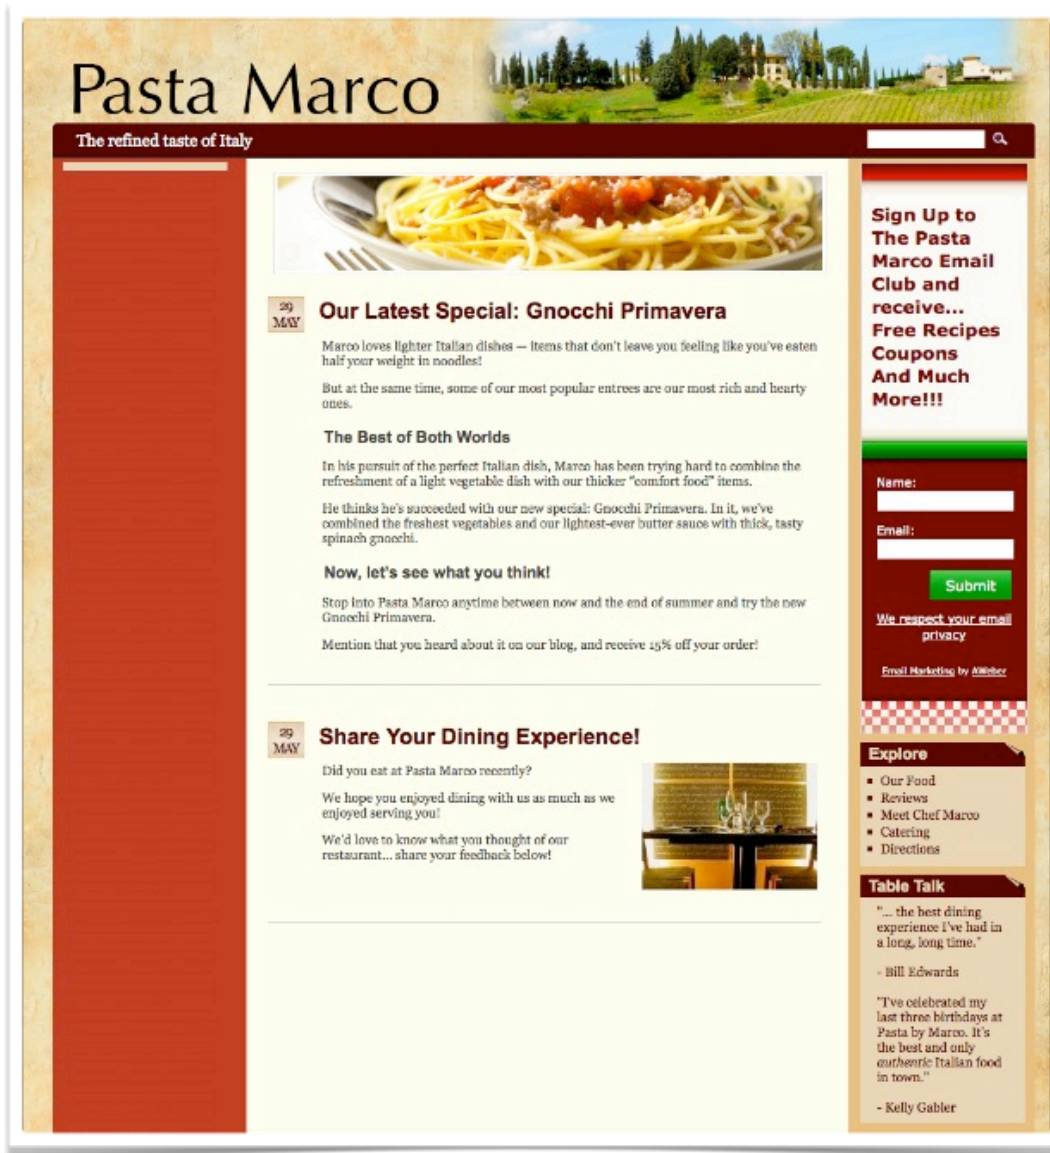 Pasta Marco
The refined taste of Italy
29
MAY
Our Latest Special: Gnocchi Primavera
Marco loves lighter Italian dishes — items that don't leave you feeling like you've eaten
half your weight in noodles!
But at the same time, some of our most popular entrees are our most rich and hearty
ones.
The Best of Both Worlds
In his pursuit of the perfect Italian dish, Marco has been trying hard to combine the
refreshment of a light vegetable dish with our thicker "comfort food" items.
He thinks he's succeeded with our new special: Gnocchi Primavera. In it, we've
combined the freshest vegetables and our lightest-ever butter sauce with thick, tasty
spinach gnocchi.
Now, let's see what you think!
Stop into Pasta Marco anytime between now and the end of summer and try the new
Gnocchi Primavera.
Mention that you heard about it on our blog, and receive 15% off your order!
29
MAY
Share Your Dining Experience!
Did you eat at Pasta Marco recently?
We hope you enjoyed dining with us as much as we
enjoyed serving you!
We'd love to know what you thought of our
restaurant... share your feedback below!
Sign Up to
The Pasta
Marco Email
Club and
receive...
Free Recipes
Coupons
And Much
More!!!
Name:
Email:
Submit
We respect your email
privacy
Email Marketing by AWeber
Explore
Our Food
Reviews
Meet Chef Marco
Catering
Directions
Table Talk
"... the best dining
experience I've had in
a long, long time."
- Bill Edwards
"I've celebrated my
last three birthdays at
Pasta by Marco. It's
the best and only
authentic Italian food
in town."
- Kelly Gabler